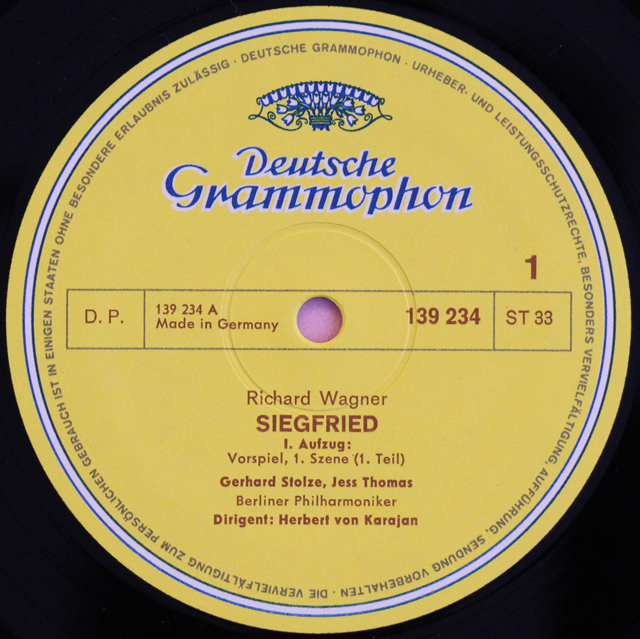 DEUTSCHE GRAMMOPHON · URHEBER- UND LEISTUNGSSCHUTZRECHTE, BESONDERS VERVIELFÄLTIGUNG, AUFFÜHRUNG, SENDUNG VORBEHALTEN · DIE VERVIELFÄLTIGUNG ZUM PERSÖNLICHEN GEBRAUCH IST IN EINIGEN STAATEN OHNE BESONDERE ERLAUBNIS ZULÄSSIG ·
Deutsche
Grammophon
1
D. P.
139 234 A
Made in Germany
139 234
ST 33
Richard Wagner
SIEGFRIED
I. Aufzug:
Vorspiel, 1. Szene (1. Teil)
Gerhard Stolze, Jess Thomas
Berliner Philharmoniker
Dirigent: Herbert von Karajan